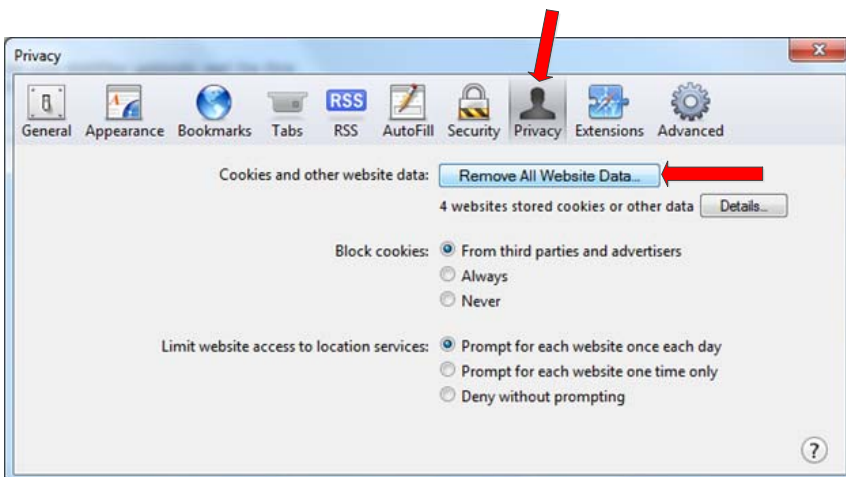 Privacy
RSS
General Appearance Bookmarks Tabs RSS AutoFill Security Privacy Extensions Advanced
Cookies and other website data: Remove All Website Data...
4 websites stored cookies or other data Details...
Block cookies: From third parties and advertisers
Always
Never
Limit website access to location services: Prompt for each website once each day
Prompt for each website one time only
Deny without prompting
?